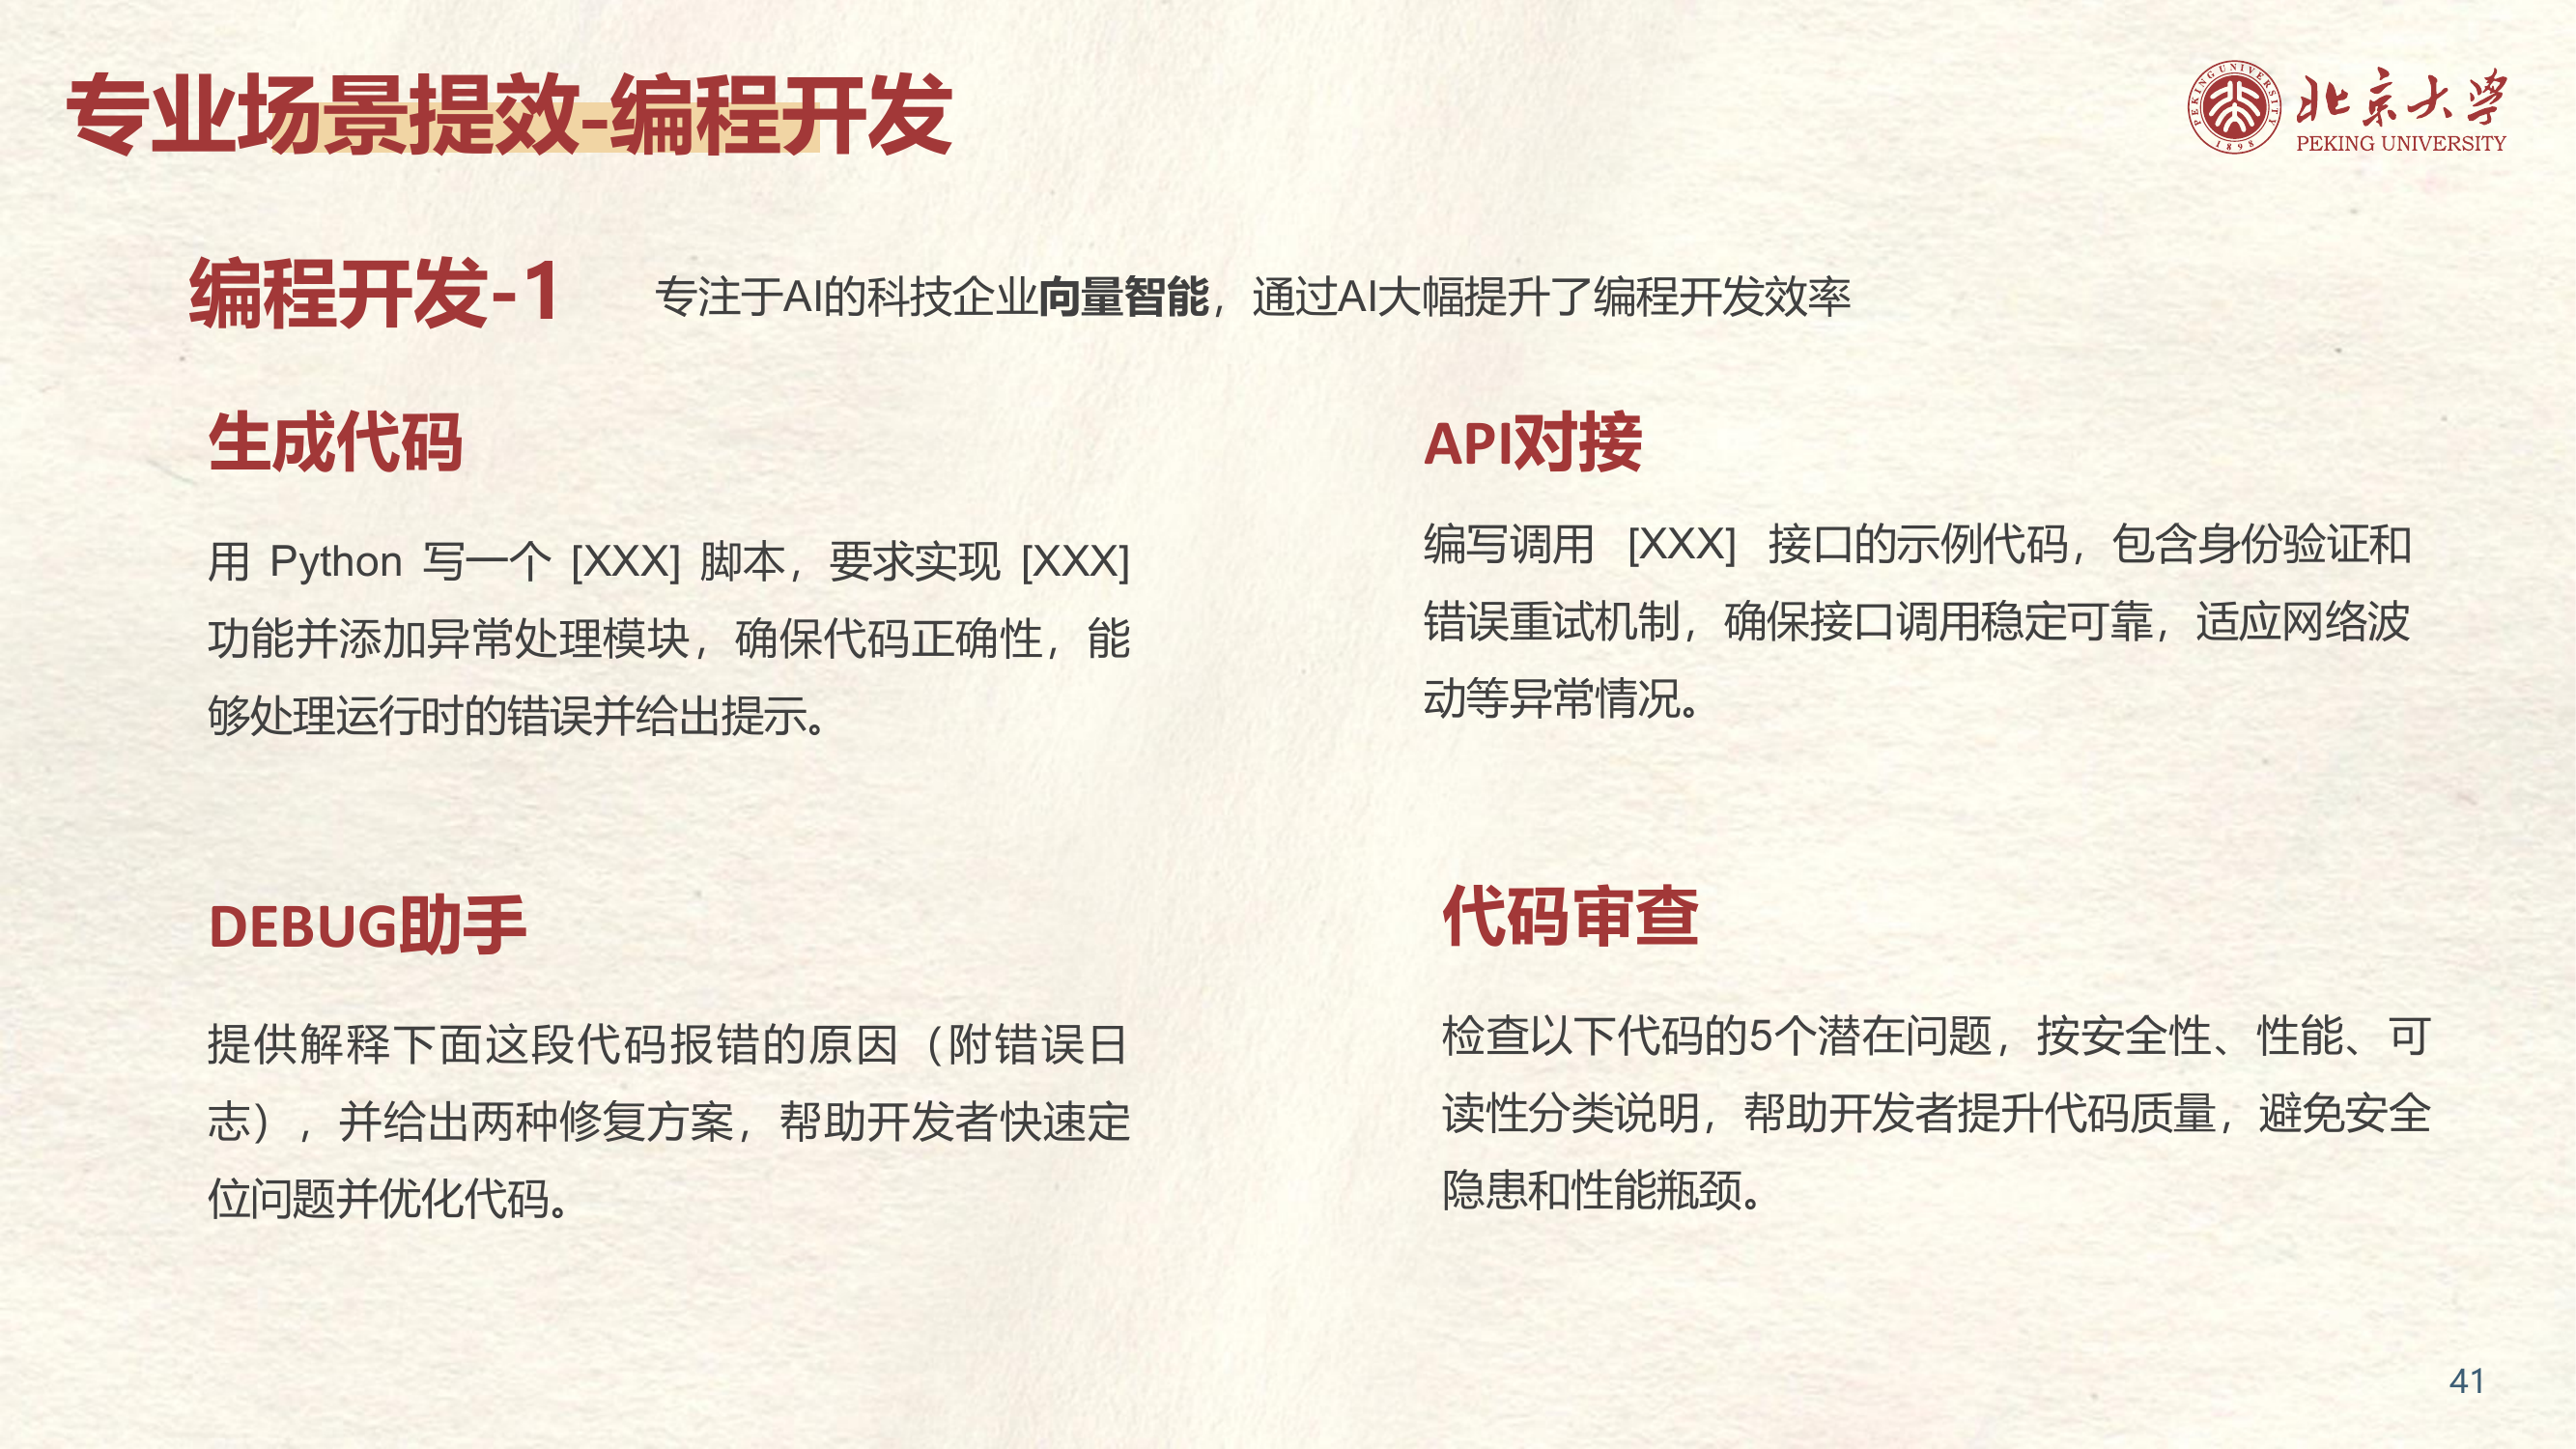 专业场景提效-编程开发
PEKING UNIVERSITY
1898
北京大学
PEKING UNIVERSITY
编程开发-1
专注于AI的科技企业向量智能，通过AI大幅提升了编程开发效率
生成代码
用 Python 写一个 [XXX] 脚本，要求实现 [XXX]
功能并添加异常处理模块，确保代码正确性，能
够处理运行时的错误并给出提示。
API对接
编写调用 [XXX] 接口的示例代码，包含身份验证和
错误重试机制，确保接口调用稳定可靠，适应网络波
动等异常情况。
DEBUG助手
提供解释下面这段代码报错的原因（附错误日
志），并给出两种修复方案，帮助开发者快速定
位问题并优化代码。
代码审查
检查以下代码的5个潜在问题，按安全性、性能、可
读性分类说明，帮助开发者提升代码质量，避免安全
隐患和性能瓶颈。
41